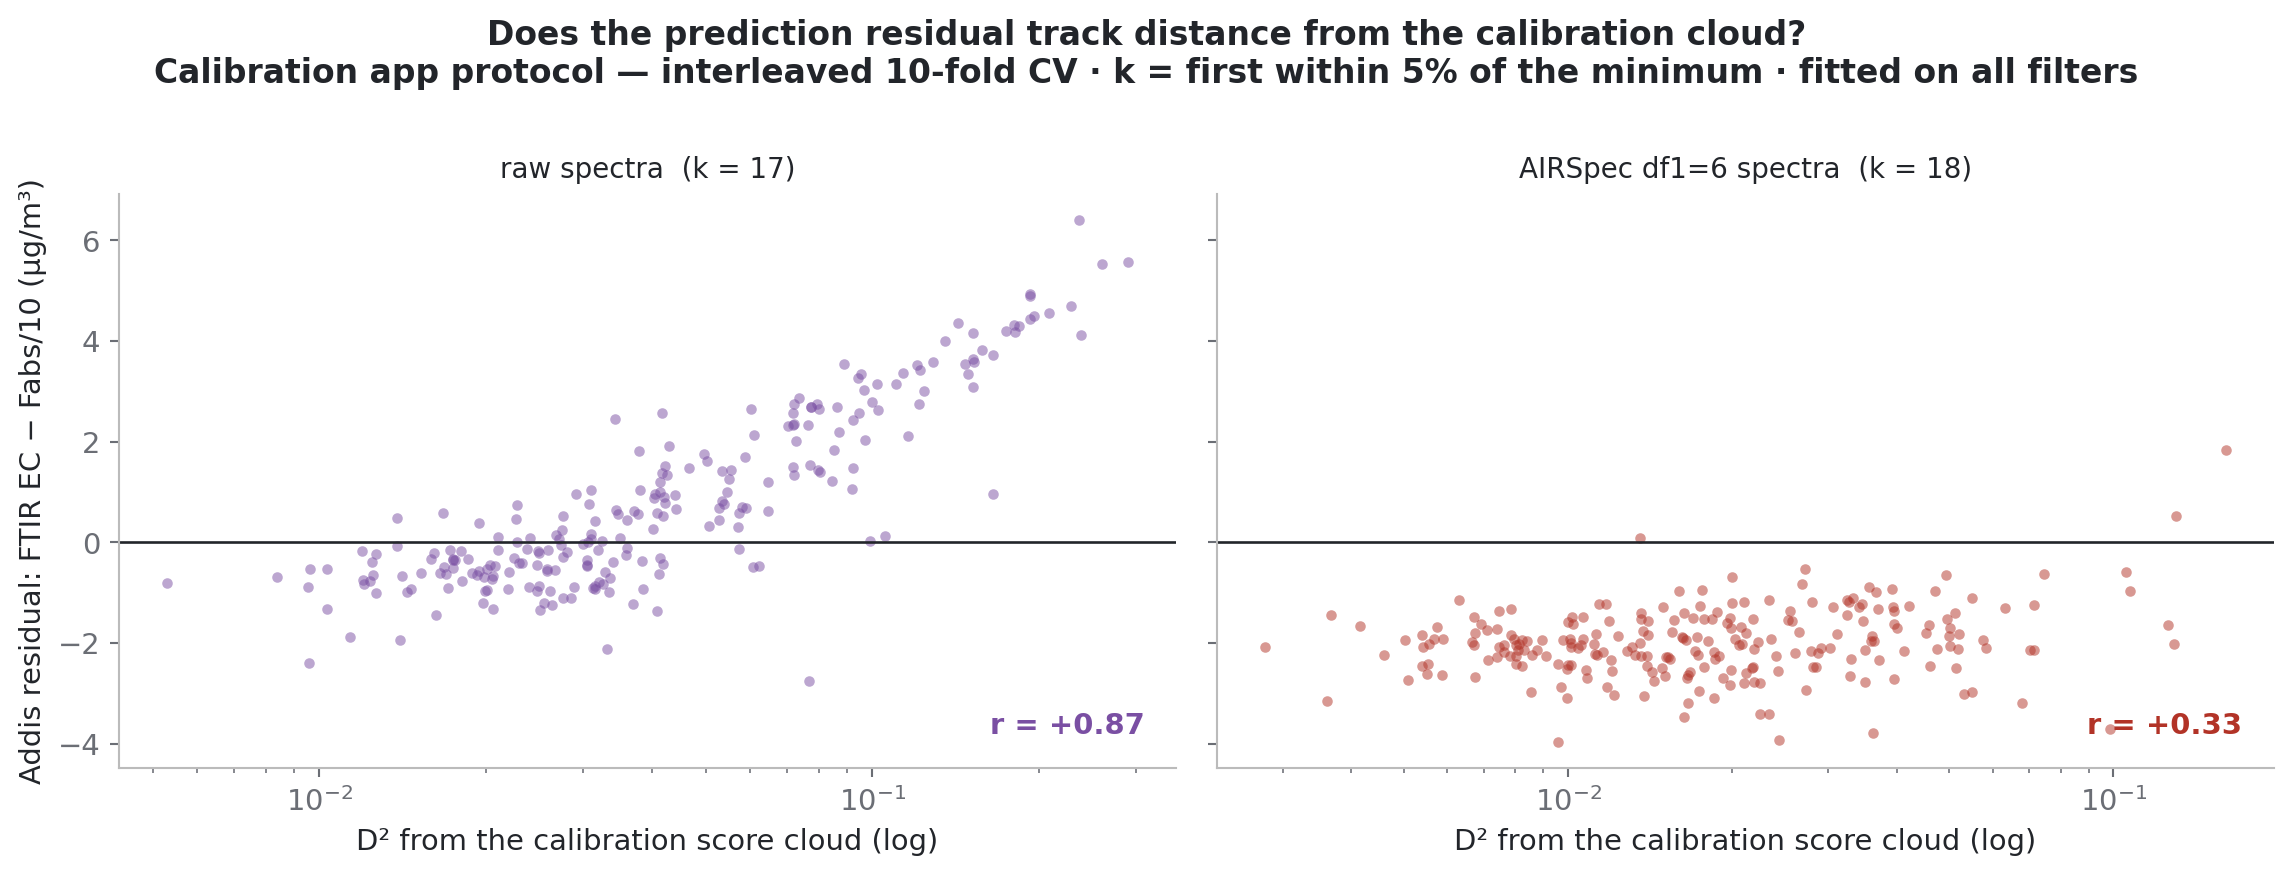 Does the prediction residual track distance from the calibration cloud?
Calibration app protocol — interleaved 10-fold CV · k = first within 5% of the minimum · fitted on all filters
raw spectra (k = 17)
AIRSpec df1=6 spectra (k = 18)
Addis residual: FTIR EC − Fabs/10 (µg/m³)
6
4
2
0
−2
−4
r = +0.87
r = +0.33
10⁻²
10⁻¹
10⁻²
10⁻¹
D² from the calibration score cloud (log)
D² from the calibration score cloud (log)